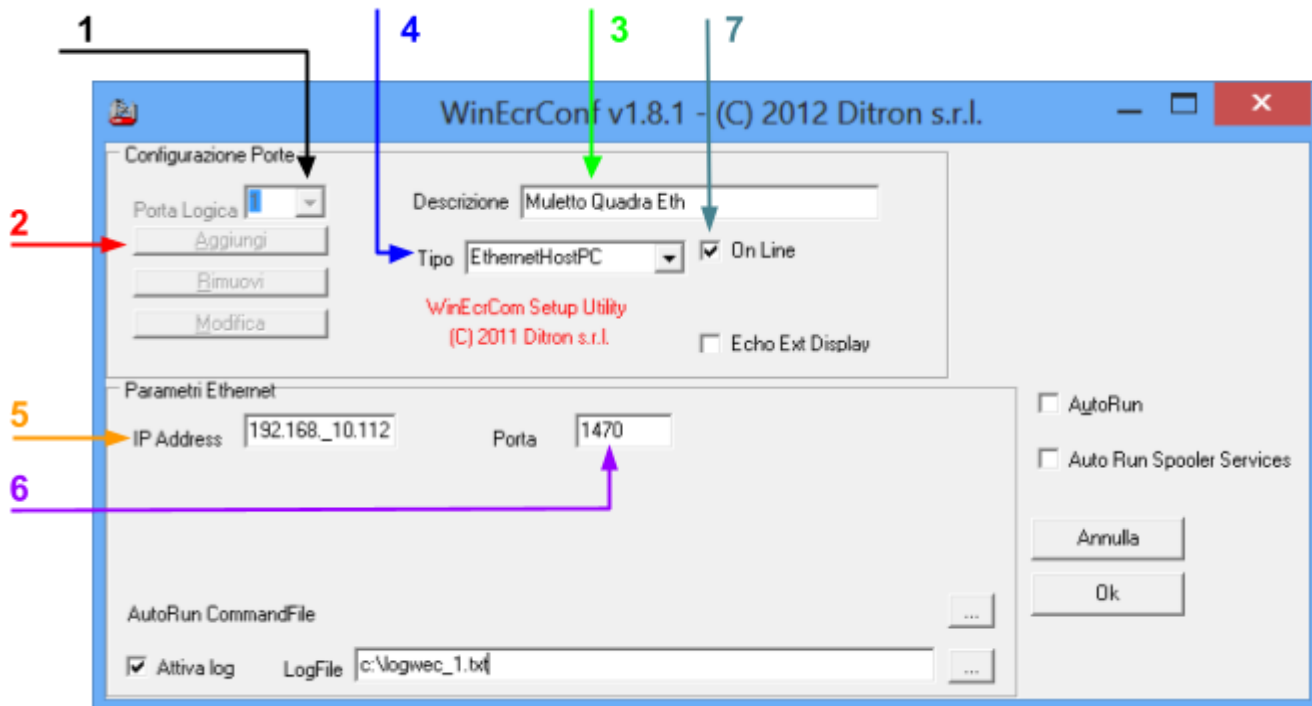 1
4
3
7
WinEcrConf v1.8.1 - (C) 2012 Ditron s.r.l.
Configurazione Porte
Porta Logica 1
Descrizione Muletto Quadra Eth
2
Aggiungi
Tipo EthernetHostPC
On Line
Rimuovi
WinEcrCom Setup Utility
(C) 2011 Ditron s.r.l.
Modifica
Echo Ext Display
Parametri Ethernet
5
IP Address 192.168._10.112
Porta 1470
AutoRun
Auto Run Spooler Services
6
Annulla
Ok
AutoRun CommandFile
...
Attiva log
LogFile c:\logwec_1.txt
...